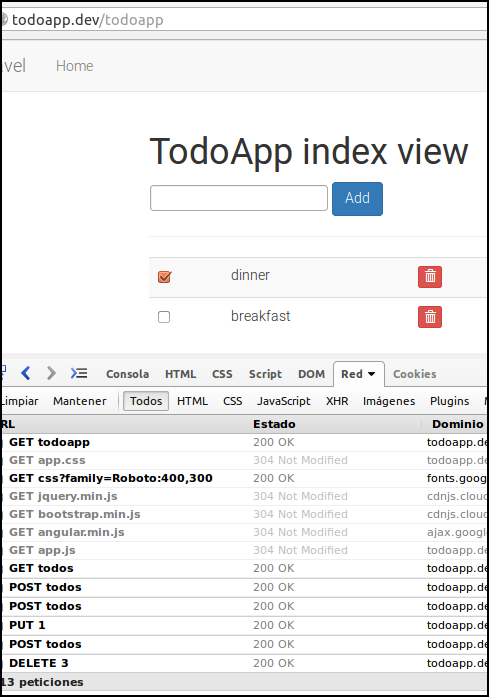 todoapp.dev/todoapp
vel Home
TodoApp index view
Add
dinner
breakfast
Consola HTML CSS Script DOM Red Cookies
Limpiar Mantener Todos HTML CSS JavaScript XHR Imágenes Plugins M
RL Estado Dominio
GET todoapp 200 OK todoapp.de
GET app.css 304 Not Modified todoapp.de
GET css?family=Roboto:400,300 200 OK fonts.goog
GET jquery.min.js 304 Not Modified cdnjs.cloud
GET bootstrap.min.js 304 Not Modified cdnjs.cloud
GET angular.min.js 304 Not Modified ajax.google
GET app.js 304 Not Modified todoapp.de
GET todos 200 OK todoapp.de
POST todos 200 OK todoapp.de
POST todos 200 OK todoapp.de
PUT 1 200 OK todoapp.de
POST todos 200 OK todoapp.de
DELETE 3 200 OK todoapp.de
13 peticiones